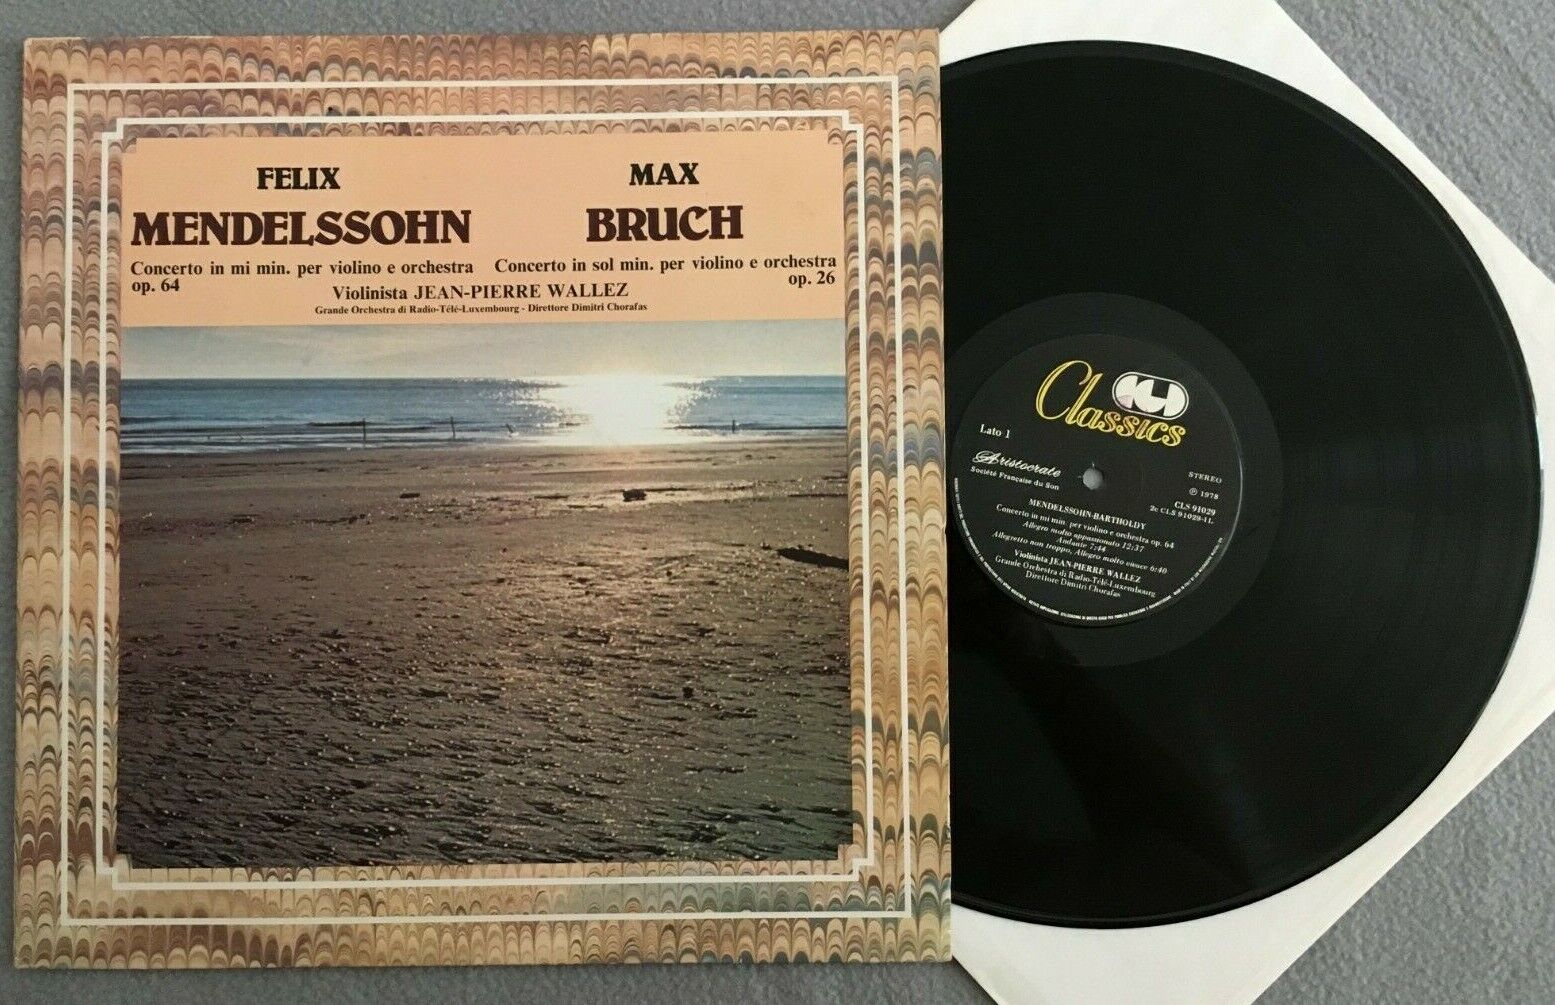 FELIX
MENDELSSOHN
Concerto in mi min. per violino e orchestra
op. 64
MAX
BRUCH
Concerto in sol min. per violino e orchestra
op. 26
Violinista JEAN-PIERRE WALLEZ
Grande Orchestra di Radio-Télé-Luxembourg - Direttore Dimitri Chorafas
Classics
Lato 1
Aristocrate
Société Française du Son
STEREO
℗ 1978
CLS 91029
2c CLS 91029-1L
MENDELSSOHN-BARTHOLDY
Concerto in mi min. per violino e orchestra op. 64
Allegro molto appassionato 12:37
Andante 7:44
Allegretto non troppo, Allegro molto vivace 6:40
Violinista JEAN-PIERRE WALLEZ
Grande Orchestra di Radio-Télé-Luxembourg
Direttore Dimitri Chorafas